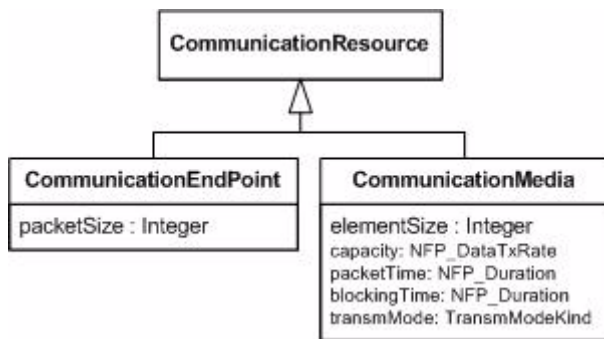 CommunicationResource
CommunicationEndPoint
packetSize : Integer
CommunicationMedia
elementSize : Integer
capacity: NFP_DataTxRate
packetTime: NFP_Duration
blockingTime: NFP_Duration
transmMode: TransmModeKind